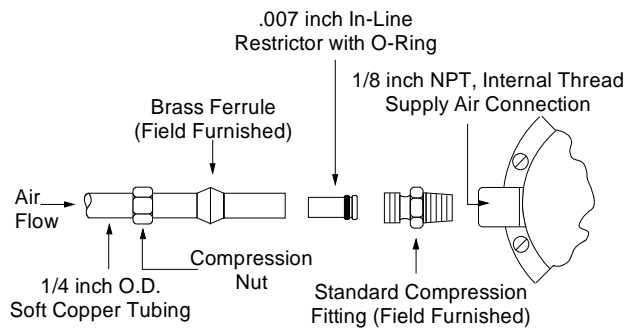 .007 inch In-Line
Restrictor with O-Ring
1/8 inch NPT, Internal Thread
Supply Air Connection
Brass Ferrule
(Field Furnished)
Air
Flow
Compression
Nut
1/4 inch O.D.
Soft Copper Tubing
Standard Compression
Fitting (Field Furnished)